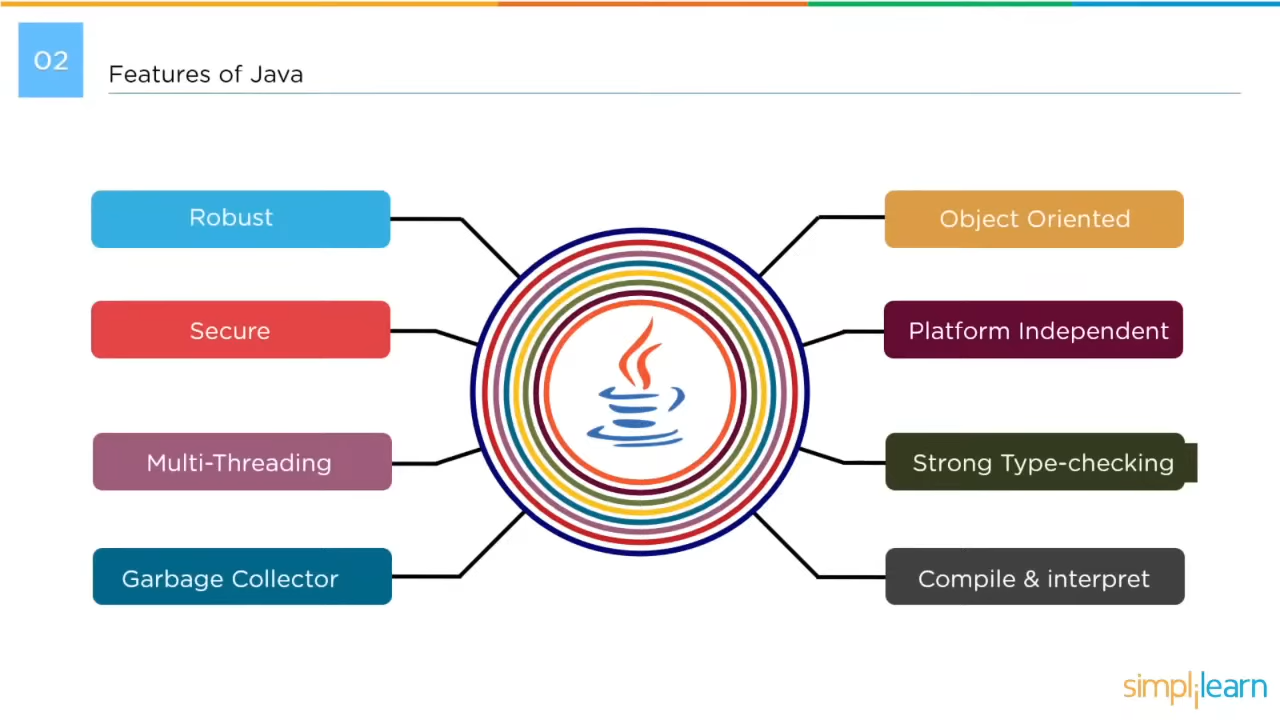 02
Features of Java
Robust
Object Oriented
Secure
Platform Independent
Multi-Threading
Strong Type-checking
Garbage Collector
Compile & interpret
simplilearn